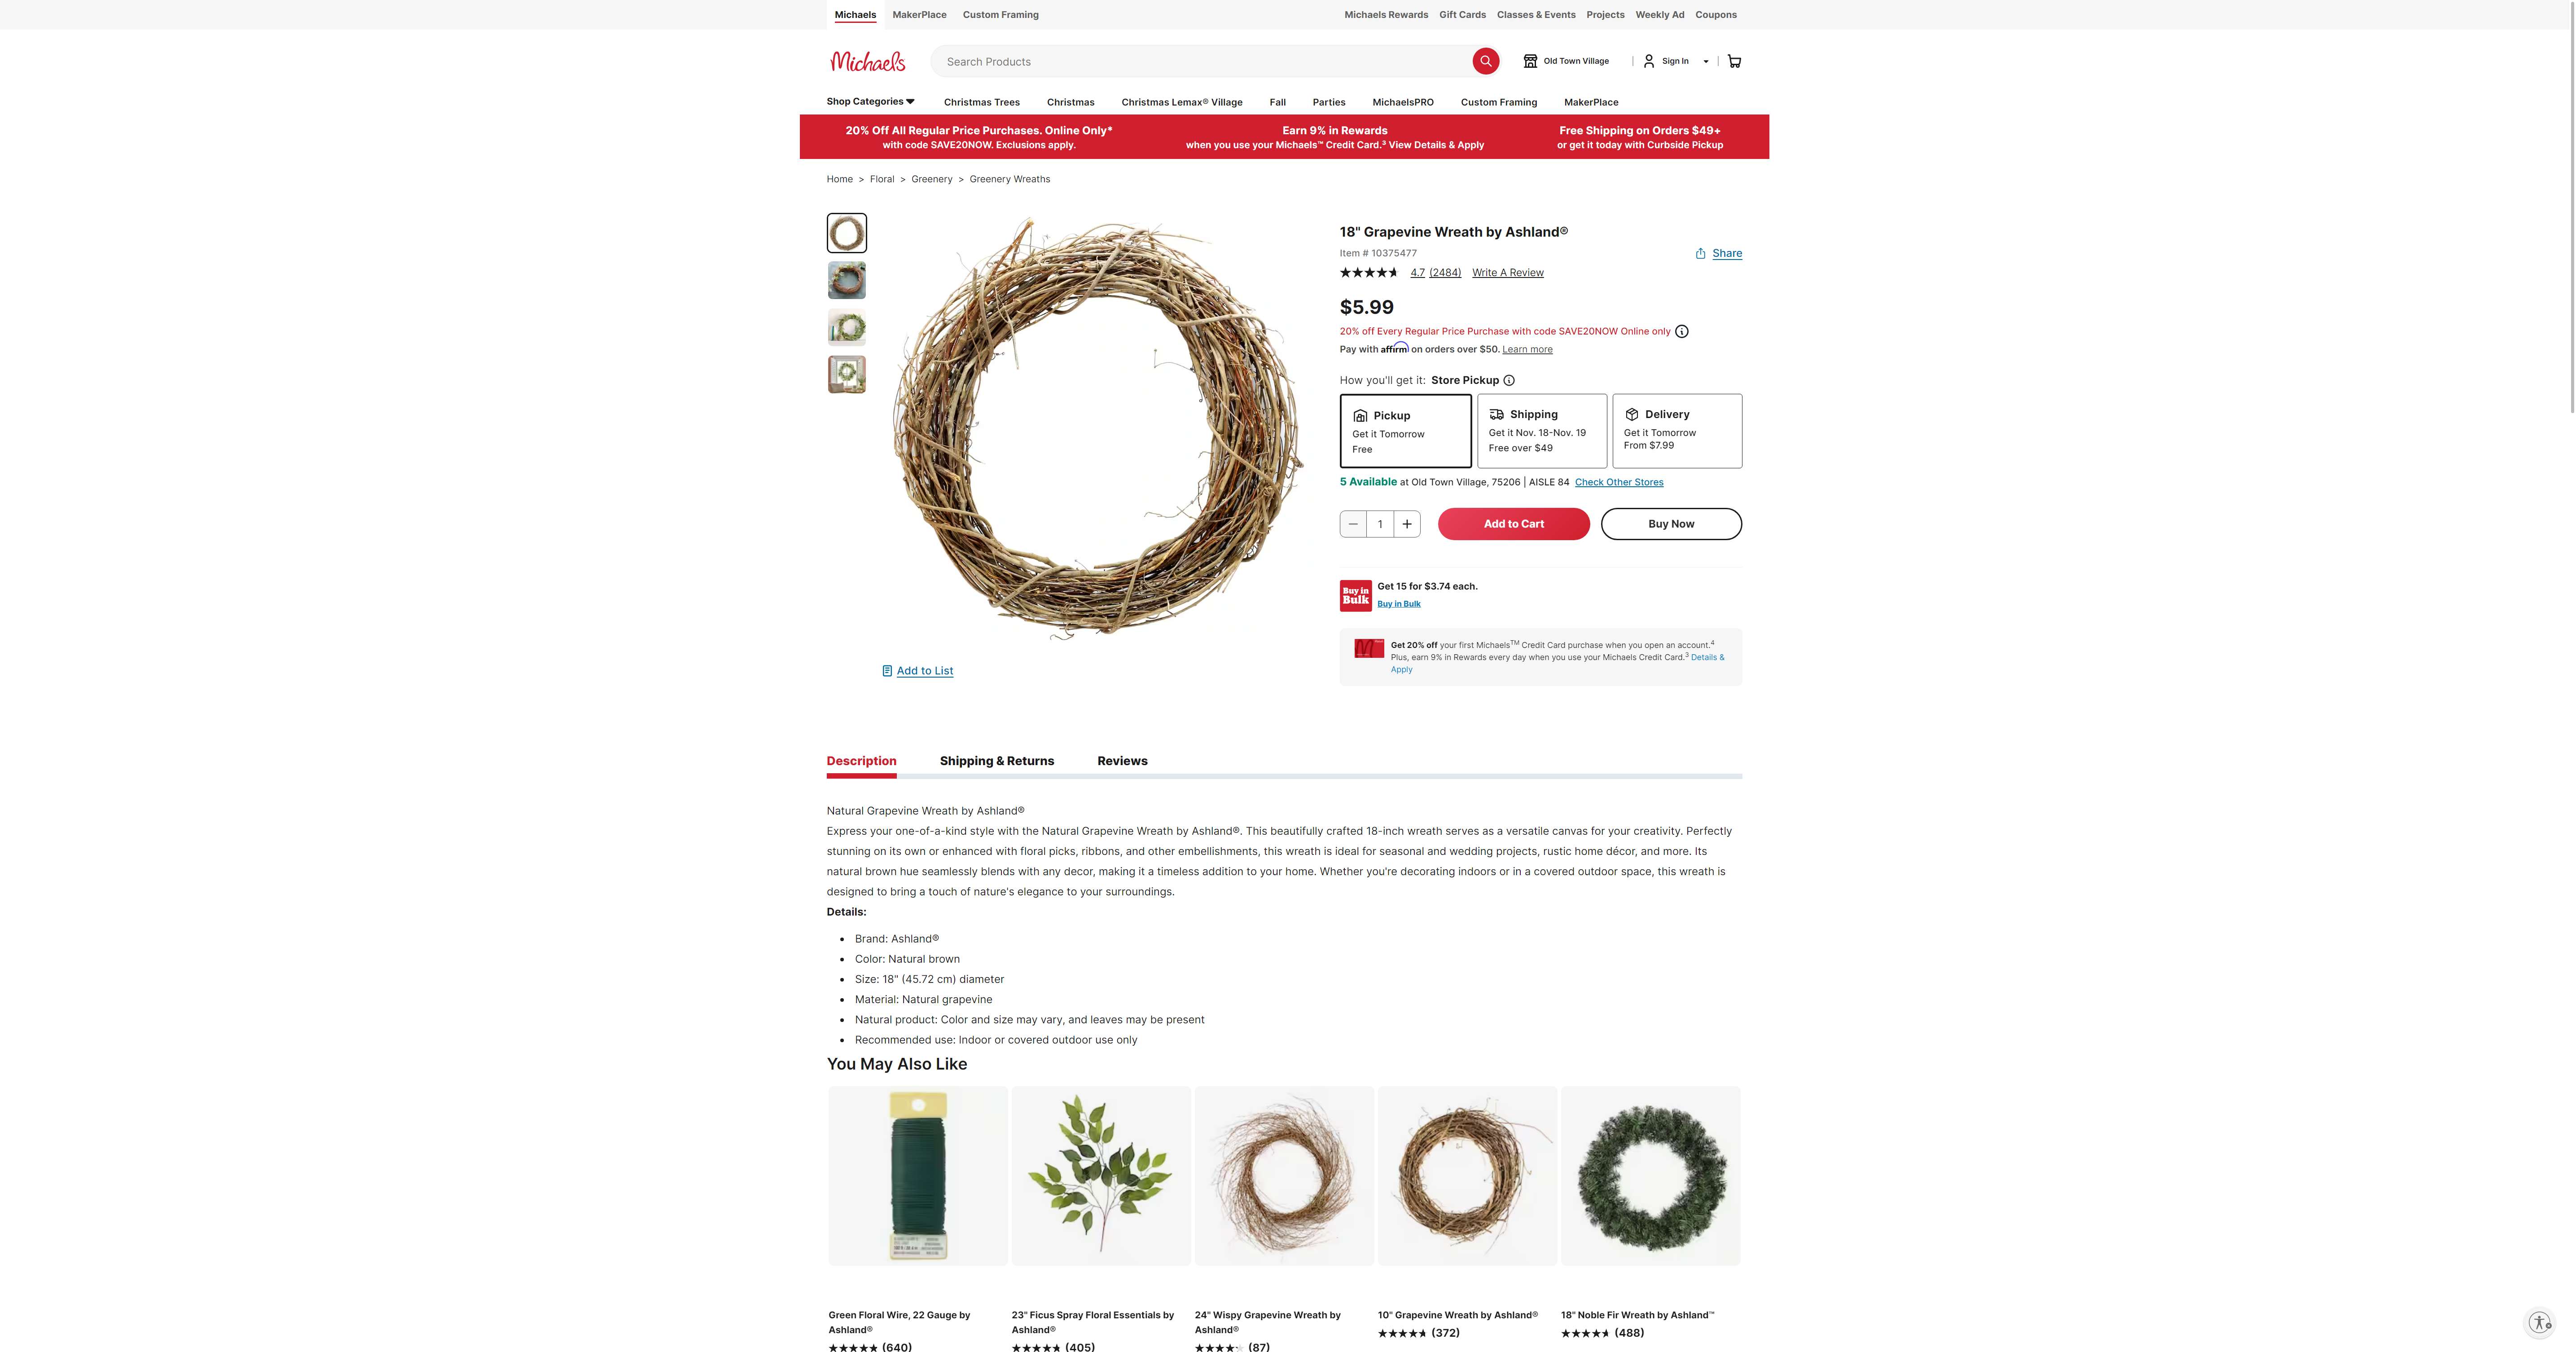 Michaels MakerPlace Custom Framing Michaels Rewards Gift Cards Classes & Events Projects Weekly Ad Coupons
Michaels Search Products Old Town Village | Sign In |
Shop Categories Christmas Trees Christmas Christmas Lemax® Village Fall Parties MichaelsPRO Custom Framing MakerPlace
20% Off All Regular Price Purchases. Online Only*
with code SAVE20NOW. Exclusions apply.
Earn 9% in Rewards
when you use your Michaels™ Credit Card.³ View Details & Apply
Free Shipping on Orders $49+
or get it today with Curbside Pickup
Home > Floral > Greenery > Greenery Wreaths
18" Grapevine Wreath by Ashland®
Item # 10375477
Share
4.7 (2484) Write A Review
$5.99
20% off Every Regular Price Purchase with code SAVE20NOW Online only
Pay with affirm on orders over $50. Learn more
How you'll get it: Store Pickup
Pickup
Get it Tomorrow
Free
Shipping
Get it Nov. 18-Nov. 19
Free over $49
Delivery
Get it Tomorrow
From $7.99
5 Available at Old Town Village, 75206 | AISLE 84 Check Other Stores
− 1 + Add to Cart Buy Now
Buy in
Bulk
Get 15 for $3.74 each.
Buy in Bulk
Get 20% off your first Michaels™ Credit Card purchase when you open an account.⁴
Plus, earn 9% in Rewards every day when you use your Michaels Credit Card.³ Details &
Apply
Add to List
Description Shipping & Returns Reviews
Natural Grapevine Wreath by Ashland®
Express your one-of-a-kind style with the Natural Grapevine Wreath by Ashland®. This beautifully crafted 18-inch wreath serves as a versatile canvas for your creativity. Perfectly
stunning on its own or enhanced with floral picks, ribbons, and other embellishments, this wreath is ideal for seasonal and wedding projects, rustic home décor, and more. Its
natural brown hue seamlessly blends with any decor, making it a timeless addition to your home. Whether you're decorating indoors or in a covered outdoor space, this wreath is
designed to bring a touch of nature's elegance to your surroundings.
Details:
• Brand: Ashland®
• Color: Natural brown
• Size: 18" (45.72 cm) diameter
• Material: Natural grapevine
• Natural product: Color and size may vary, and leaves may be present
• Recommended use: Indoor or covered outdoor use only
You May Also Like
Green Floral Wire, 22 Gauge by
Ashland®
(640)
23" Ficus Spray Floral Essentials by
Ashland®
(405)
24" Wispy Grapevine Wreath by
Ashland®
(87)
10" Grapevine Wreath by Ashland®
(372)
18" Noble Fir Wreath by Ashland™
(488)